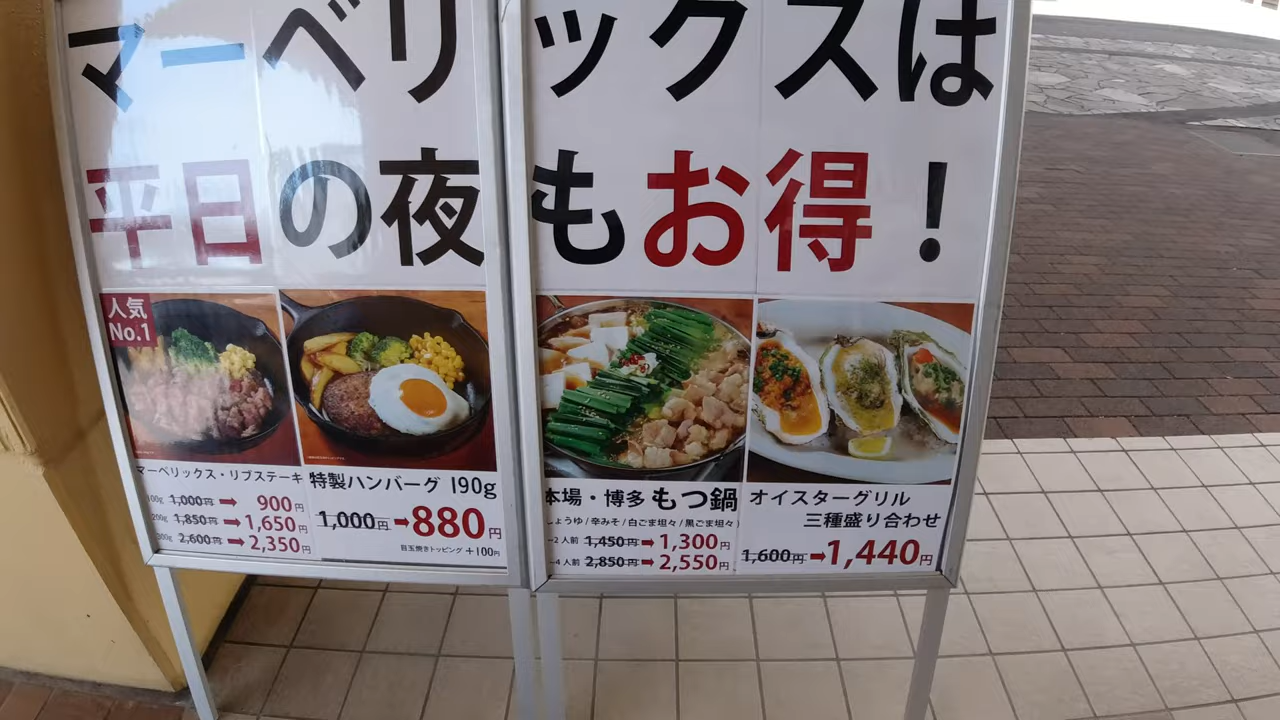 マーベリックスは
平日の夜もお得！
人気
No.1
マーベリックス・リブステーキ
100g 1,000円 ➡ 900円
200g 1,850円 ➡ 1,650円
300g 2,600円 ➡ 2,350円
特製ハンバーグ 190g
1,000円 ➡ 880円
目玉焼きトッピング +100円
本場・博多 もつ鍋
しょうゆ / 辛みそ / 白ごま坦々 / 黒ごま坦々
~2人前 1,450円 ➡ 1,300円
~4人前 2,850円 ➡ 2,550円
オイスターグリル
三種盛り合わせ
1,600円 ➡ 1,440円